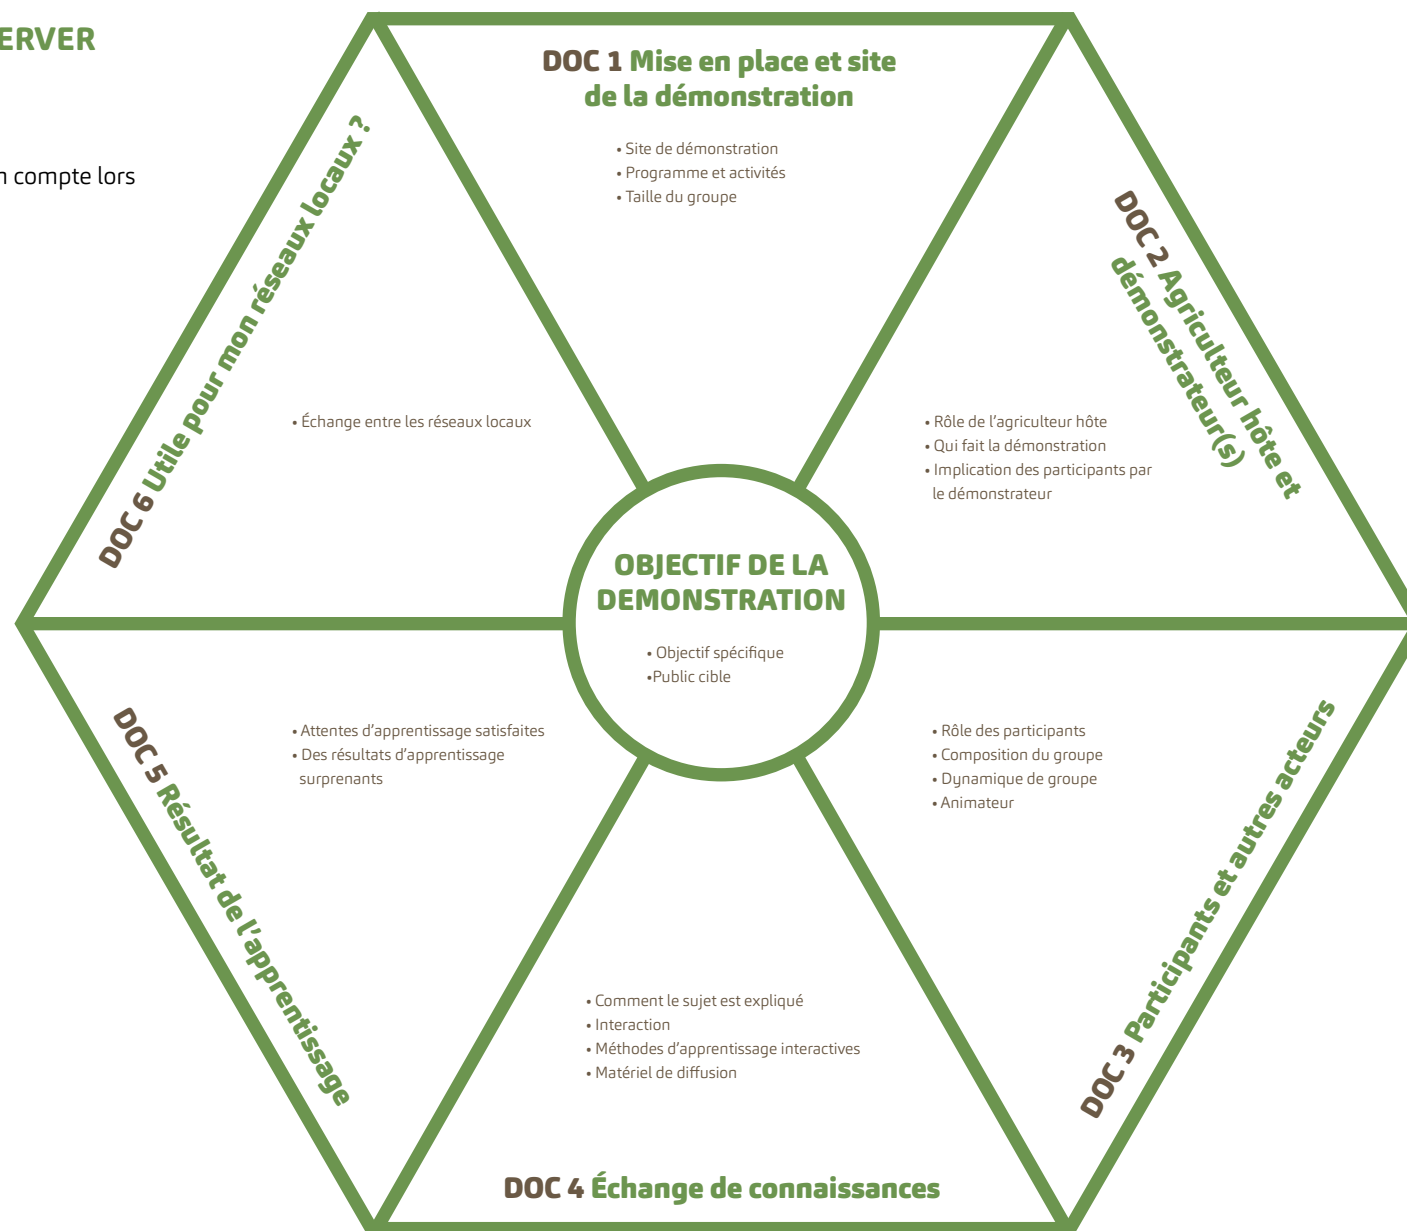 ERVER
compte lors
DOC 1 Mise en place et site
de la démonstration
• Site de démonstration
• Programme et activités
• Taille du groupe
DOC 2 Agriculteur hôte et
démonstrateur(s)
• Rôle de l'agriculteur hôte
• Qui fait la démonstration
• Implication des participants par
le démonstrateur
DOC 3 Participants et autres acteurs
• Rôle des participants
• Composition du groupe
• Dynamique de groupe
• Animateur
DOC 4 Échange de connaissances
• Comment le sujet est expliqué
• Interaction
• Méthodes d'apprentissage interactives
• Matériel de diffusion
DOC 5 Résultat de l'apprentissage
• Attentes d'apprentissage satisfaites
• Des résultats d'apprentissage
surprenants
DOC 6 Utile pour mon réseaux locaux ?
• Échange entre les réseaux locaux
OBJECTIF DE LA
DEMONSTRATION
• Objectif spécifique
•Public cible